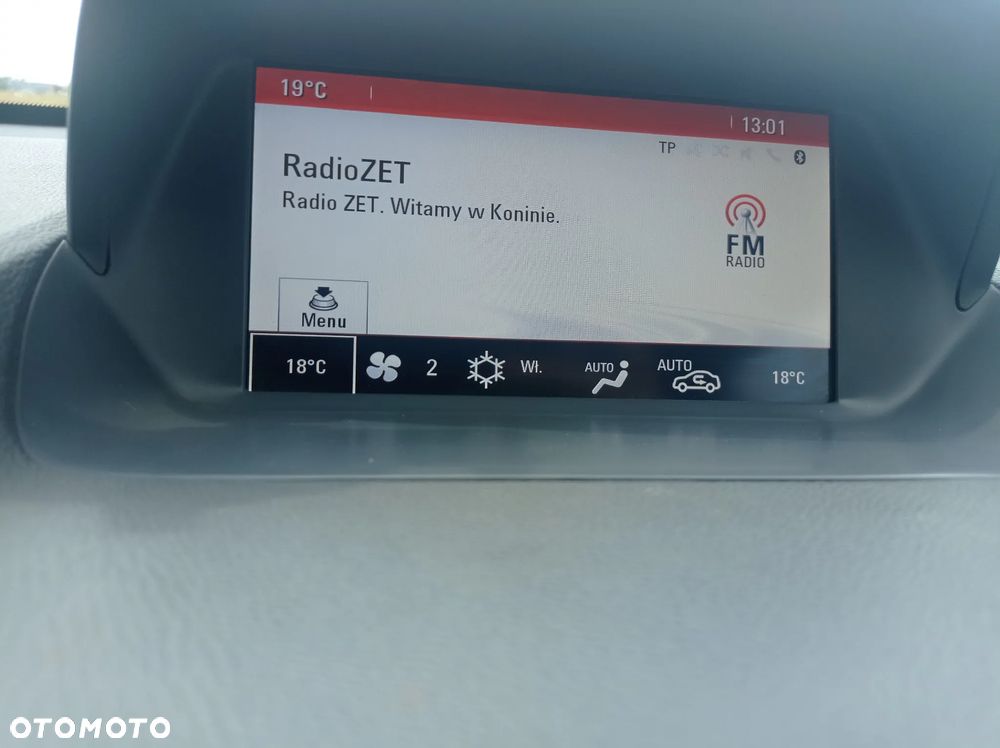 19°C
13:01
TP
RadioZET
Radio ZET. Witamy w Koninie.
FM
RADIO
Menu
18°C 2 Wł. AUTO AUTO 18°C
OTOMOTO